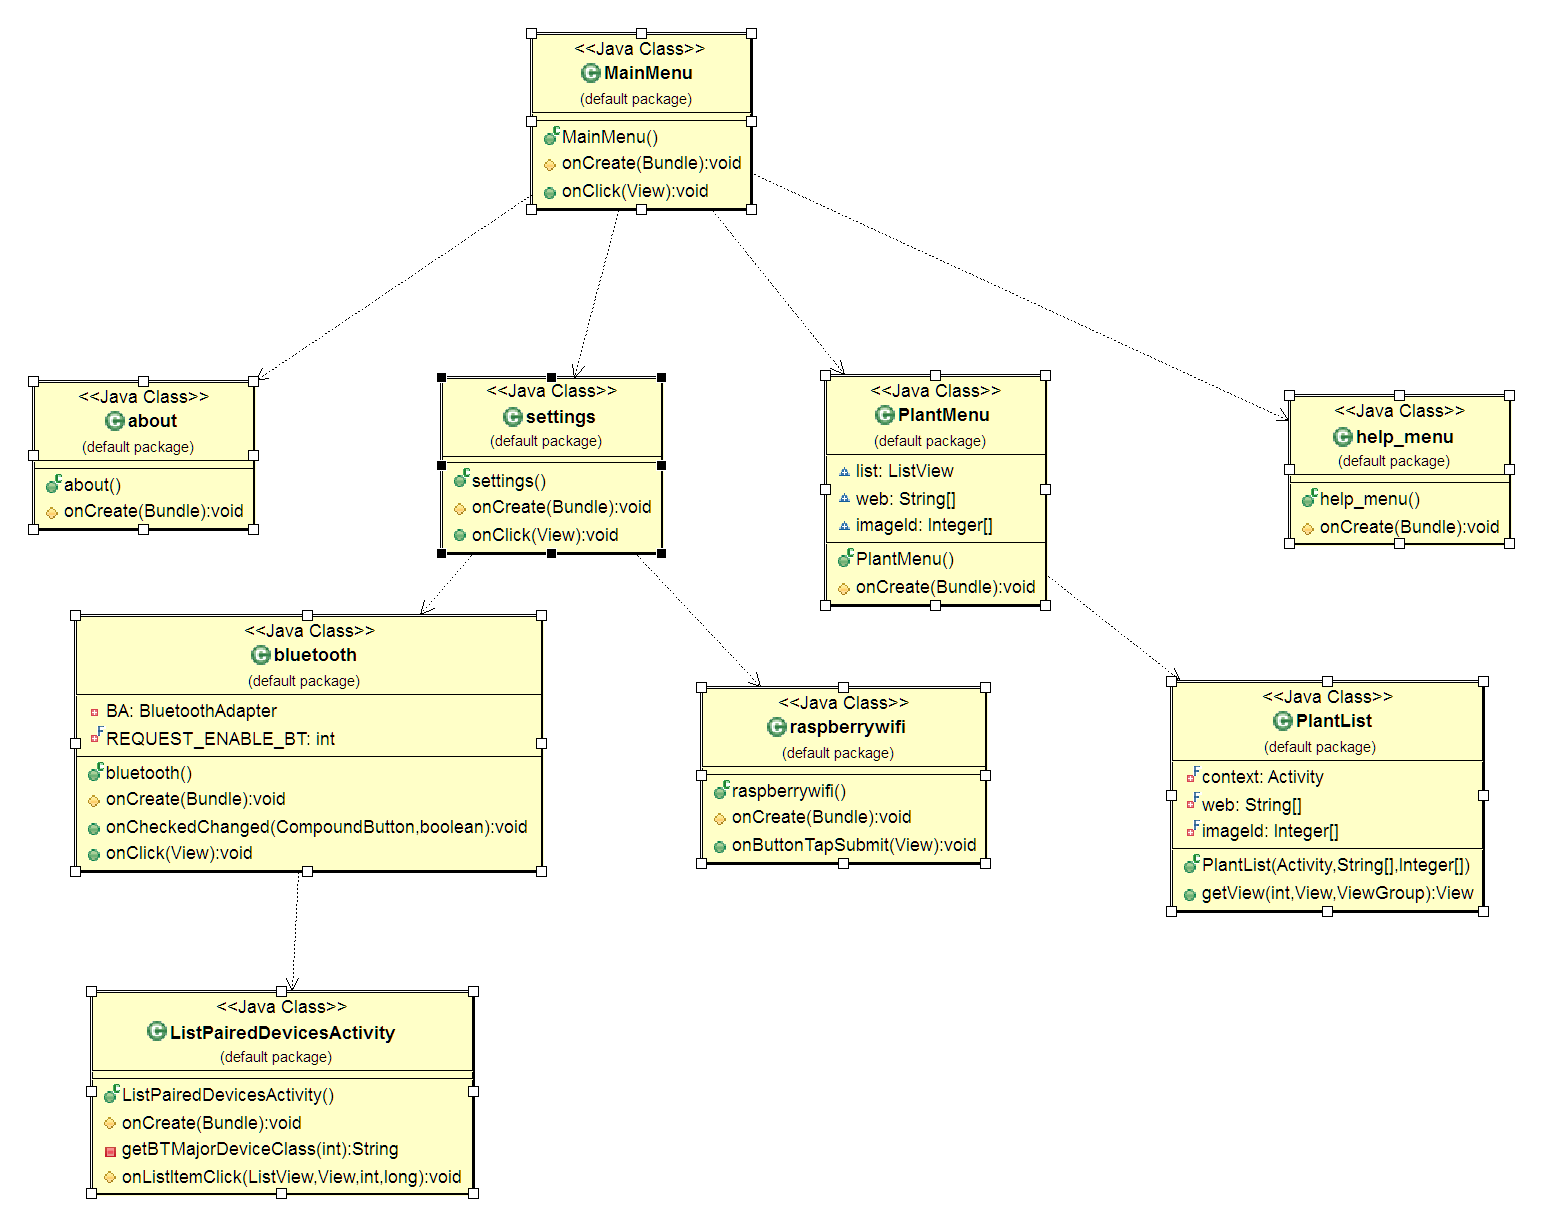 <<Java Class>>
MainMenu
(default package)
MainMenu()
onCreate(Bundle):void
onClick(View):void
<<Java Class>>
about
(default package)
about()
onCreate(Bundle):void
<<Java Class>>
settings
(default package)
settings()
onCreate(Bundle):void
onClick(View):void
<<Java Class>>
PlantMenu
(default package)
list: ListView
web: String[]
imageId: Integer[]
PlantMenu()
onCreate(Bundle):void
<<Java Class>>
help_menu
(default package)
help_menu()
onCreate(Bundle):void
<<Java Class>>
bluetooth
(default package)
BA: BluetoothAdapter
REQUEST_ENABLE_BT: int
bluetooth()
onCreate(Bundle):void
onCheckedChanged(CompoundButton,boolean):void
onClick(View):void
<<Java Class>>
raspberrywifi
(default package)
raspberrywifi()
onCreate(Bundle):void
onButtonTapSubmit(View):void
<<Java Class>>
PlantList
(default package)
context: Activity
web: String[]
imageId: Integer[]
PlantList(Activity,String[],Integer[])
getView(int,View,ViewGroup):View
<<Java Class>>
ListPairedDevicesActivity
(default package)
ListPairedDevicesActivity()
onCreate(Bundle):void
getBTMajorDeviceClass(int):String
onListItemClick(ListView,View,int,long):void